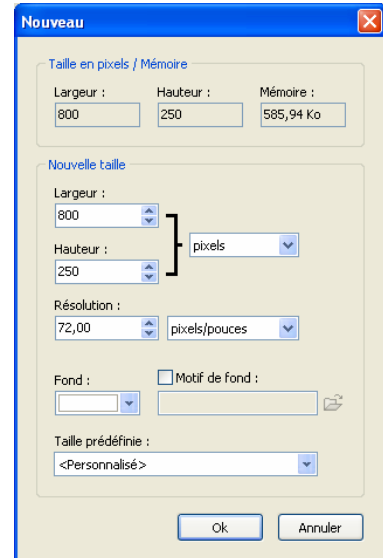 Nouveau
Taille en pixels / Mémoire
Largeur : Hauteur : Mémoire :
800 250 585,94 Ko
Nouvelle taille
Largeur :
800
pixels
Hauteur :
250
Résolution :
72,00 pixels/pouces
Fond : Motif de fond :
Taille prédéfinie :
<Personnalisé>
Ok Annuler